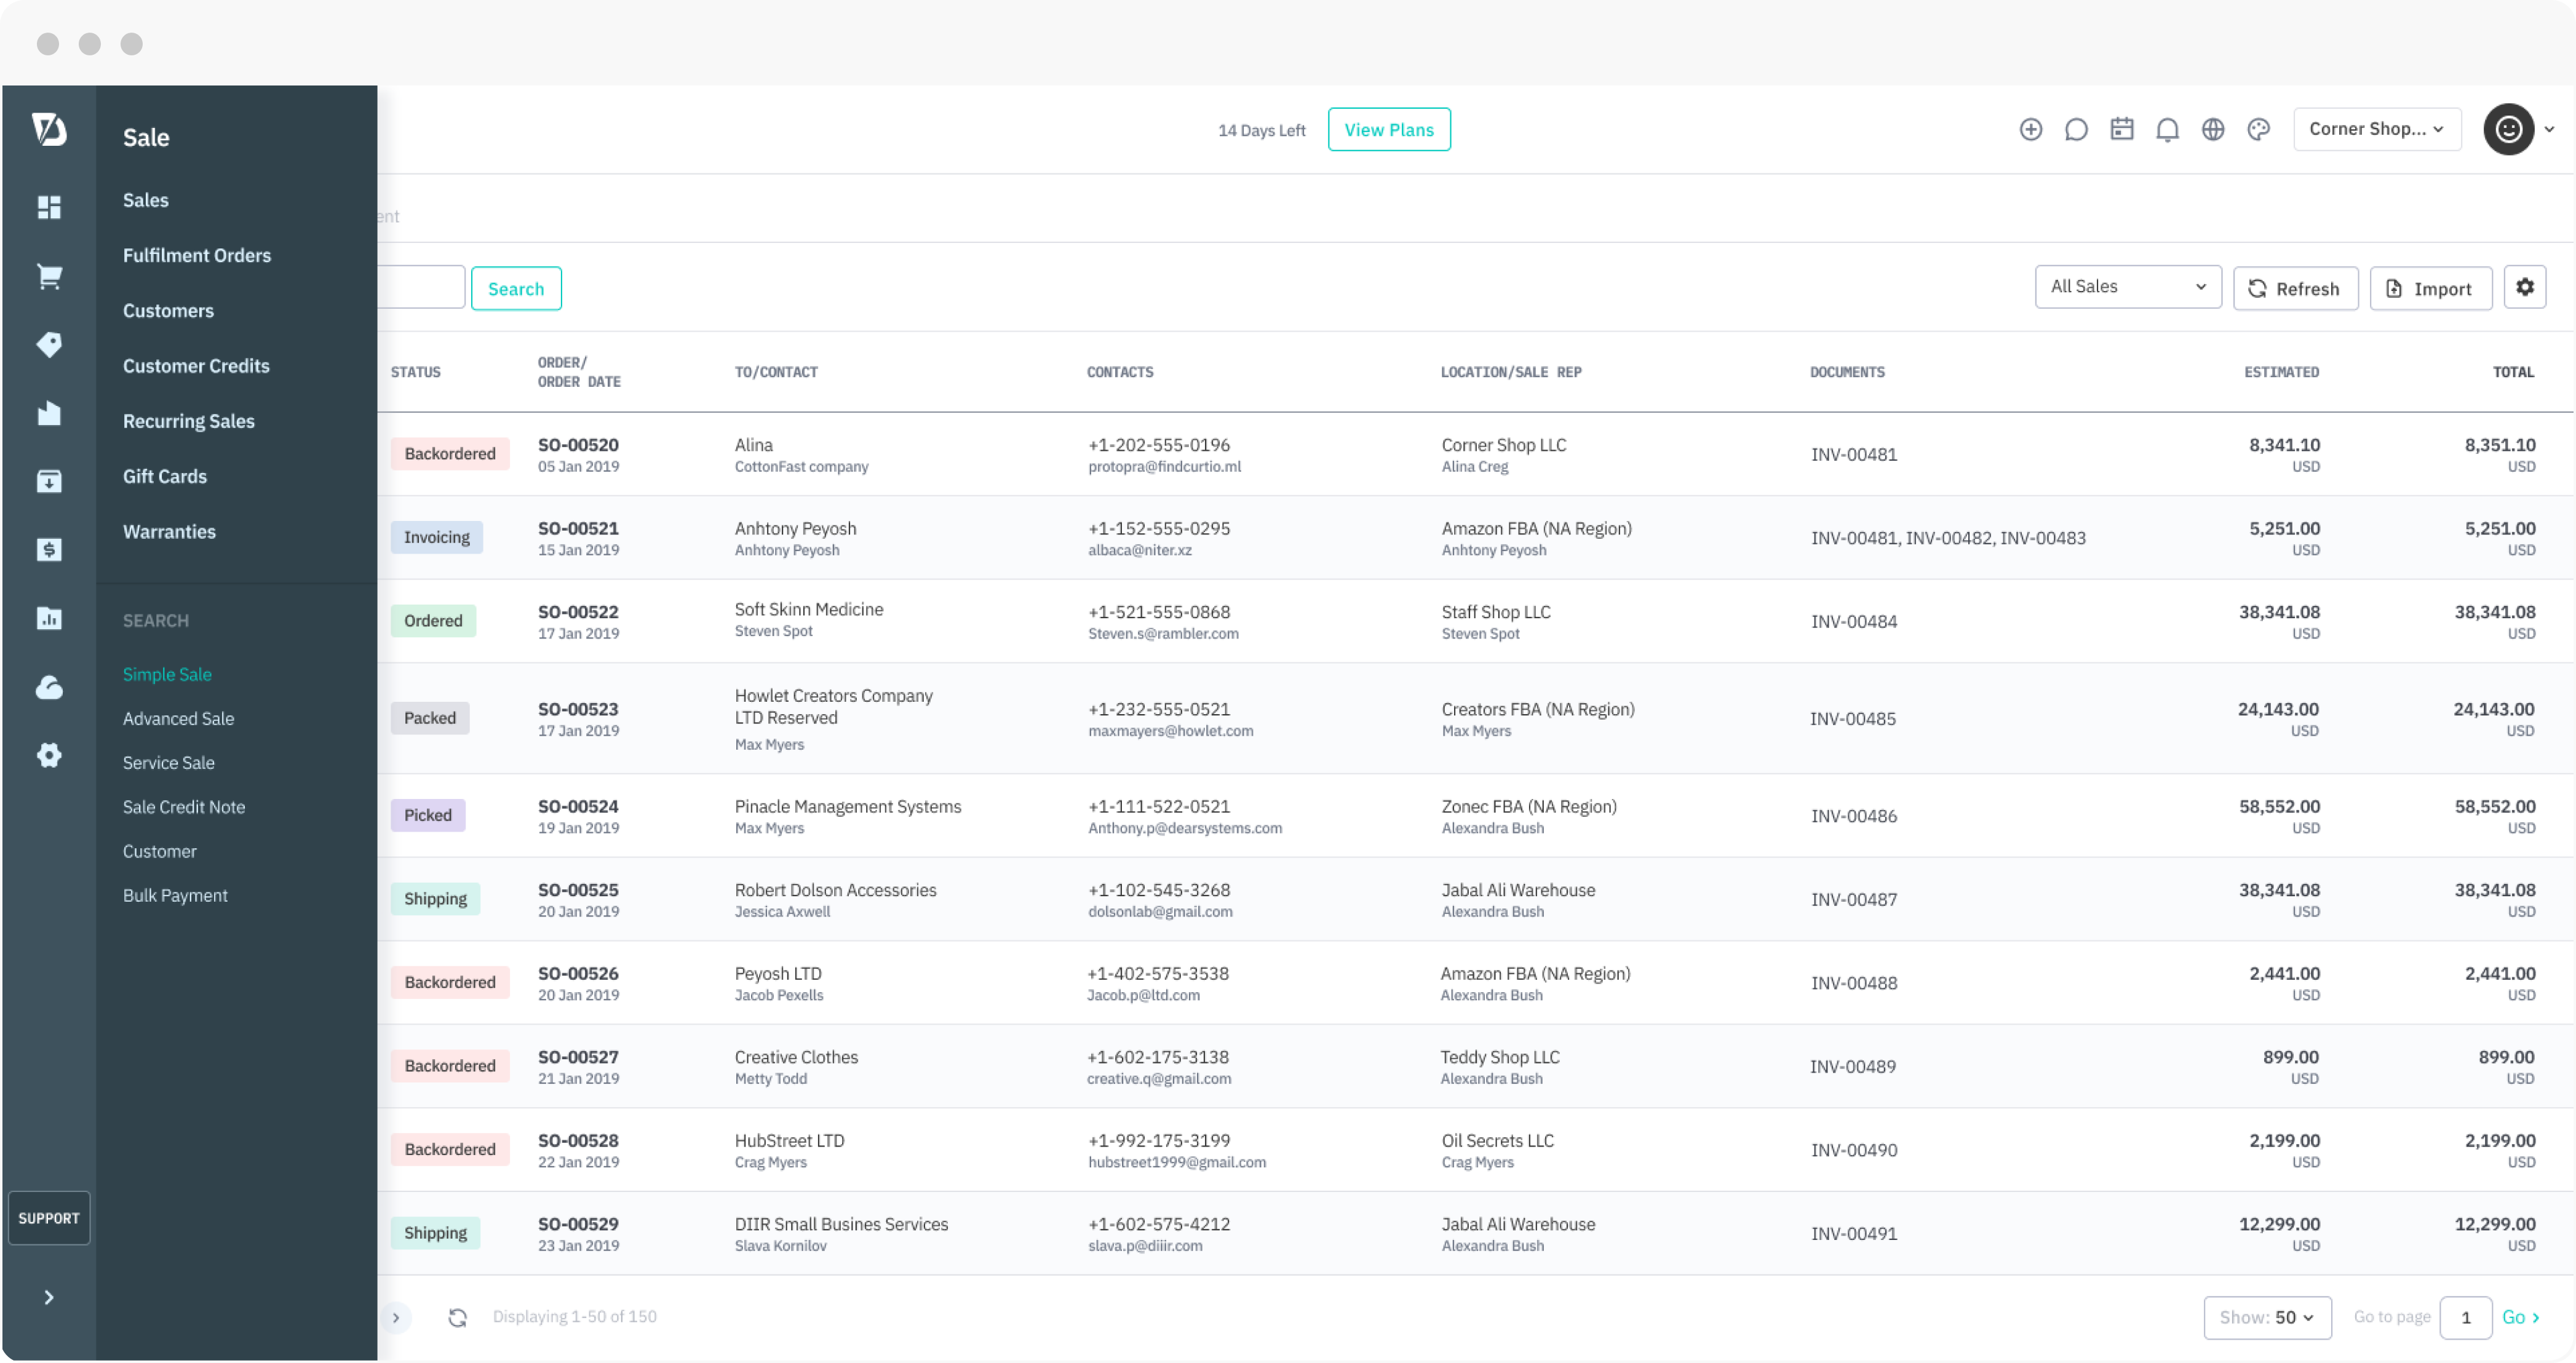 Sale
Sales
Fulfilment Orders
Customers
Customer Credits
Recurring Sales
Gift Cards
Warranties
SEARCH
Simple Sale
Advanced Sale
Service Sale
Sale Credit Note
Customer
Bulk Payment
SUPPORT
14 Days Left View Plans Corner Shop...
ent
Search All Sales Refresh Import
STATUS ORDER/ TO/CONTACT CONTACTS LOCATION/SALE REP DOCUMENTS ESTIMATED TOTAL
ORDER DATE
Backordered SO-00520 Alina +1-202-555-0196 Corner Shop LLC INV-00481 8,341.10 8,351.10
05 Jan 2019 CottonFast company protopra@findcurtio.ml Alina Creg USD USD
Invoicing SO-00521 Anhtony Peyosh +1-152-555-0295 Amazon FBA (NA Region) INV-00481, INV-00482, INV-00483 5,251.00 5,251.00
15 Jan 2019 Anhtony Peyosh albaca@niter.xz Anhtony Peyosh USD USD
Ordered SO-00522 Soft Skinn Medicine +1-521-555-0868 Staff Shop LLC INV-00484 38,341.08 38,341.08
17 Jan 2019 Steven Spot Steven.s@rambler.com Steven Spot USD USD
Packed SO-00523 Howlet Creators Company +1-232-555-0521 Creators FBA (NA Region) INV-00485 24,143.00 24,143.00
LTD Reserved
17 Jan 2019 Max Myers maxmayers@howlet.com Max Myers USD USD
Picked SO-00524 Pinacle Management Systems +1-111-522-0521 Zonec FBA (NA Region) INV-00486 58,552.00 58,552.00
19 Jan 2019 Max Myers Anthony.p@dearsystems.com Alexandra Bush USD USD
Shipping SO-00525 Robert Dolson Accessories +1-102-545-3268 Jabal Ali Warehouse INV-00487 38,341.08 38,341.08
20 Jan 2019 Jessica Axwell dolsonlab@gmail.com Alexandra Bush USD USD
Backordered SO-00526 Peyosh LTD +1-402-575-3538 Amazon FBA (NA Region) INV-00488 2,441.00 2,441.00
20 Jan 2019 Jacob Pexells Jacob.p@ltd.com Alexandra Bush USD USD
Backordered SO-00527 Creative Clothes +1-602-175-3138 Teddy Shop LLC INV-00489 899.00 899.00
21 Jan 2019 Metty Todd creative.q@gmail.com Alexandra Bush USD USD
Backordered SO-00528 HubStreet LTD +1-992-175-3199 Oil Secrets LLC INV-00490 2,199.00 2,199.00
22 Jan 2019 Crag Myers hubstreet1999@gmail.com Crag Myers USD USD
Shipping SO-00529 DIIR Small Busines Services +1-602-575-4212 Jabal Ali Warehouse INV-00491 12,299.00 12,299.00
23 Jan 2019 Slava Kornilov slava.p@diiir.com Alexandra Bush USD USD
Displaying 1-50 of 150 Show: 50 Go to page 1 Go